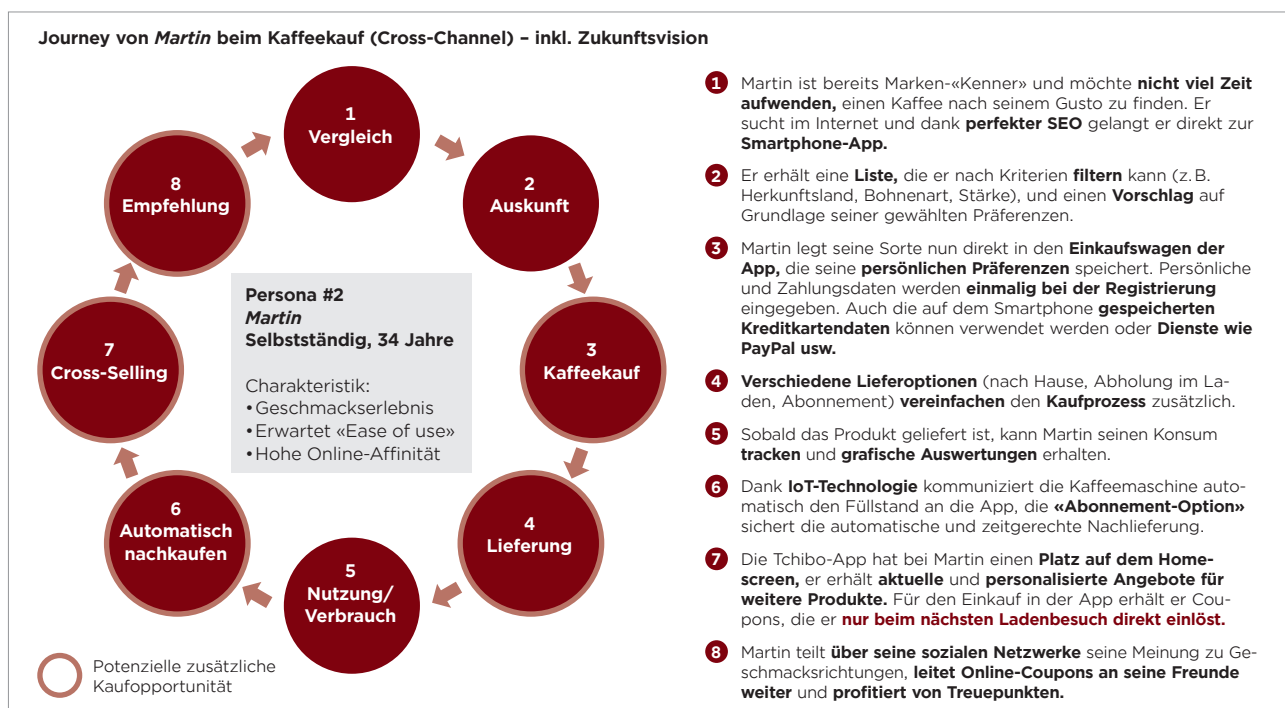 Journey von Martin beim Kaffeekauf (Cross-Channel) – inkl. Zukunftsvision
1
Vergleich
2
Auskunft
3
Kaffeekauf
4
Lieferung
5
Nutzung/
Verbrauch
6
Automatisch
nachkaufen
7
Cross-Selling
8
Empfehlung
Persona #2
Martin
Selbstständig, 34 Jahre
Charakteristik:
• Geschmackserlebnis
• Erwartet «Ease of use»
• Hohe Online-Affinität
Potenzielle zusätzliche
Kaufopportunität
1 Martin ist bereits Marken-«Kenner» und möchte nicht viel Zeit
aufwenden, einen Kaffee nach seinem Gusto zu finden. Er
sucht im Internet und dank perfekter SEO gelangt er direkt zur
Smartphone-App.
2 Er erhält eine Liste, die er nach Kriterien filtern kann (z. B.
Herkunftsland, Bohnenart, Stärke), und einen Vorschlag auf
Grundlage seiner gewählten Präferenzen.
3 Martin legt seine Sorte nun direkt in den Einkaufswagen der
App, die seine persönlichen Präferenzen speichert. Persönliche
und Zahlungsdaten werden einmalig bei der Registrierung
eingegeben. Auch die auf dem Smartphone gespeicherten
Kreditkartendaten können verwendet werden oder Dienste wie
PayPal usw.
4 Verschiedene Lieferoptionen (nach Hause, Abholung im La-
den, Abonnement) vereinfachen den Kaufprozess zusätzlich.
5 Sobald das Produkt geliefert ist, kann Martin seinen Konsum
tracken und grafische Auswertungen erhalten.
6 Dank IoT-Technologie kommuniziert die Kaffeemaschine auto-
matisch den Füllstand an die App, die «Abonnement-Option»
sichert die automatische und zeitgerechte Nachlieferung.
7 Die Tchibo-App hat bei Martin einen Platz auf dem Home-
screen, er erhält aktuelle und personalisierte Angebote für
weitere Produkte. Für den Einkauf in der App erhält er Cou-
pons, die er nur beim nächsten Ladenbesuch direkt einlöst.
8 Martin teilt über seine sozialen Netzwerke seine Meinung zu Ge-
schmacksrichtungen, leitet Online-Coupons an seine Freunde
weiter und profitiert von Treuepunkten.